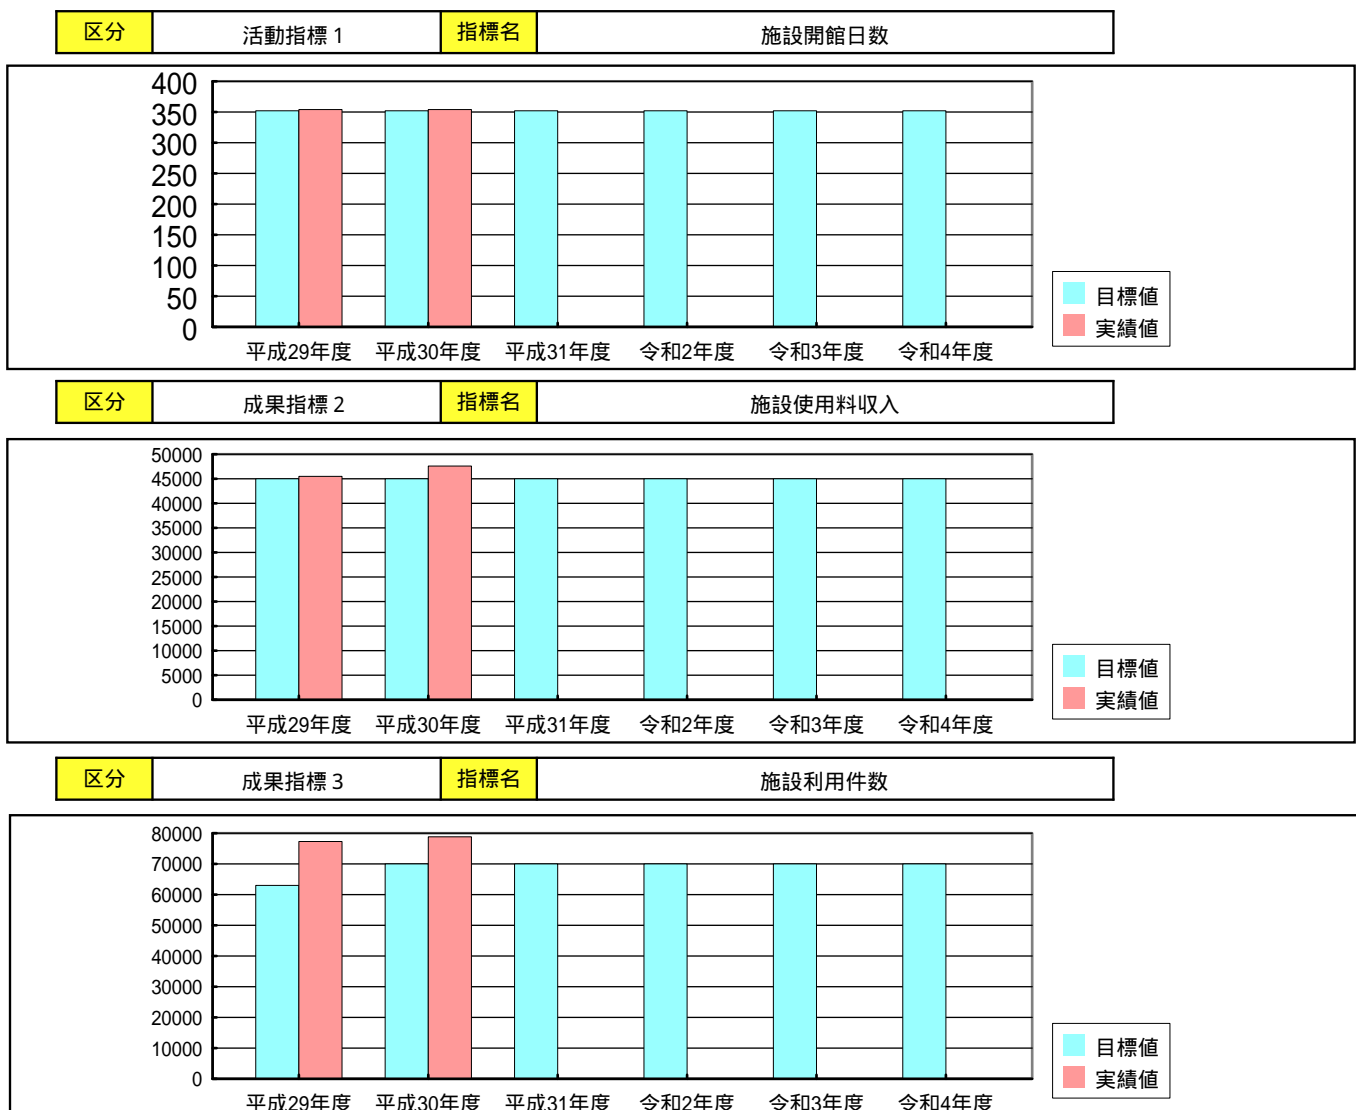 区分 活動指標１ 指標名 施設開館日数
400
350
300
250
200
150
100
50
0
平成29年度 平成30年度 平成31年度 令和2年度 令和3年度 令和4年度
目標値
実績値
区分 成果指標２ 指標名 施設使用料収入
50000
45000
40000
35000
30000
25000
20000
15000
10000
5000
0
平成29年度 平成30年度 平成31年度 令和2年度 令和3年度 令和4年度
目標値
実績値
区分 成果指標３ 指標名 施設利用件数
80000
70000
60000
50000
40000
30000
20000
10000
0
平成29年度 平成30年度 平成31年度 令和2年度 令和3年度 令和4年度
目標値
実績値